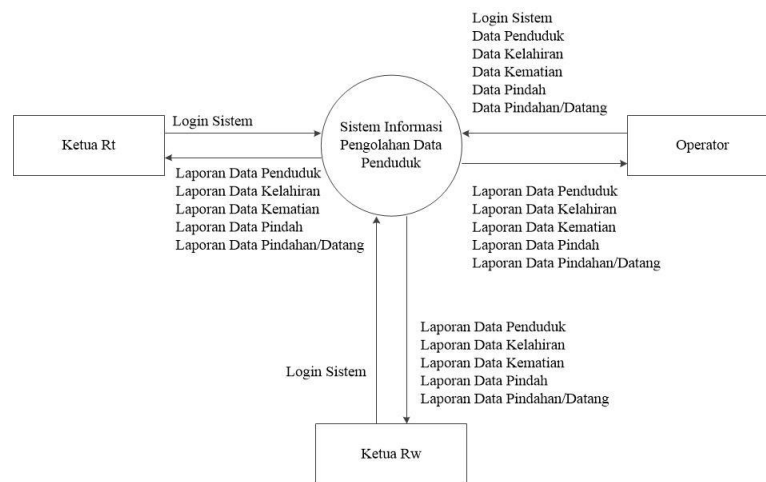 Login Sistem
Data Penduduk
Data Kelahiran
Data Kematian
Data Pindah
Data Pindahan/Datang
Ketua Rt
Login Sistem
Sistem Informasi
Pengolahan Data
Penduduk
Operator
Laporan Data Penduduk
Laporan Data Kelahiran
Laporan Data Kematian
Laporan Data Pindah
Laporan Data Pindahan/Datang
Laporan Data Penduduk
Laporan Data Kelahiran
Laporan Data Kematian
Laporan Data Pindah
Laporan Data Pindahan/Datang
Login Sistem
Laporan Data Penduduk
Laporan Data Kelahiran
Laporan Data Kematian
Laporan Data Pindah
Laporan Data Pindahan/Datang
Ketua Rw